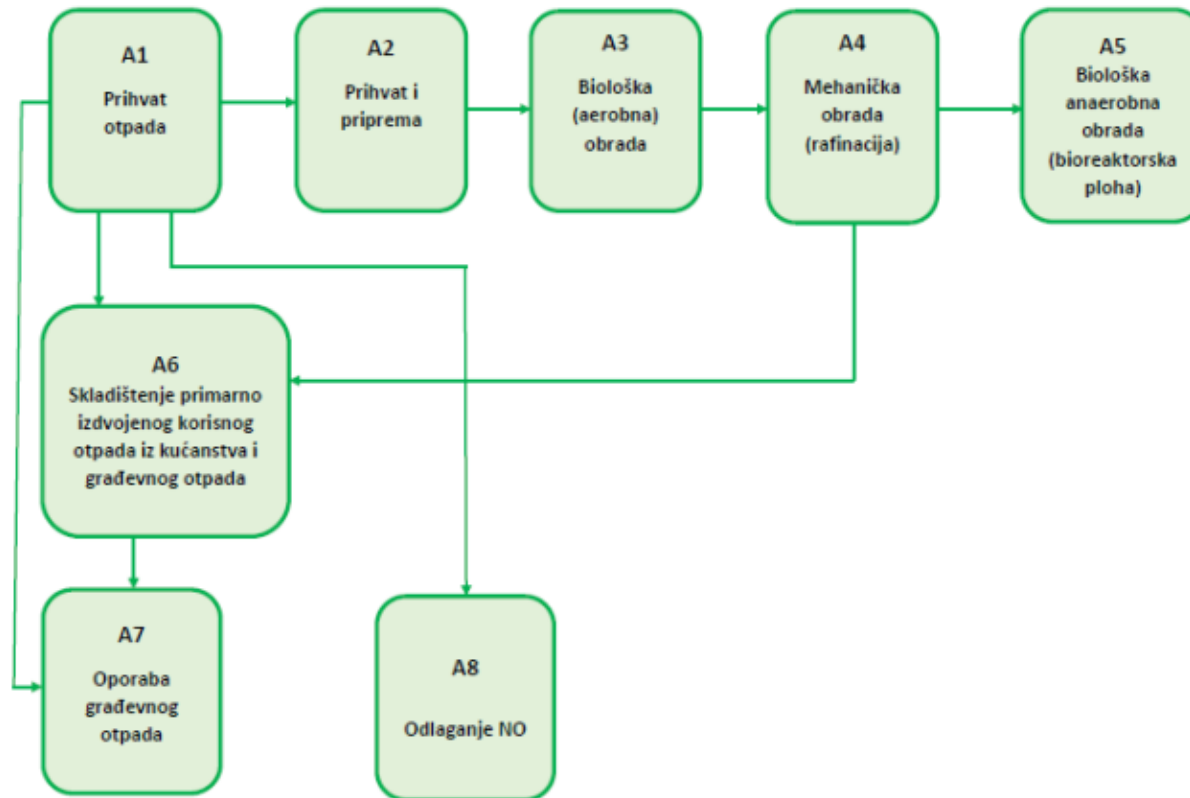 A1
Prihvat
otpada
A2
Prihvat i
priprema
A3
Biološka
(aerobna)
obrada
A4
Mehanička
obrada
(rafinacija)
A5
Biološka
anaerobna
obrada
(bioreaktorska
ploha)
A6
Skladištenje primarno
izdvojenog korisnog
otpada iz kućanstva i
građevnog otpada
A7
Oporaba
građevnog
otpada
A8
Odlaganje NO